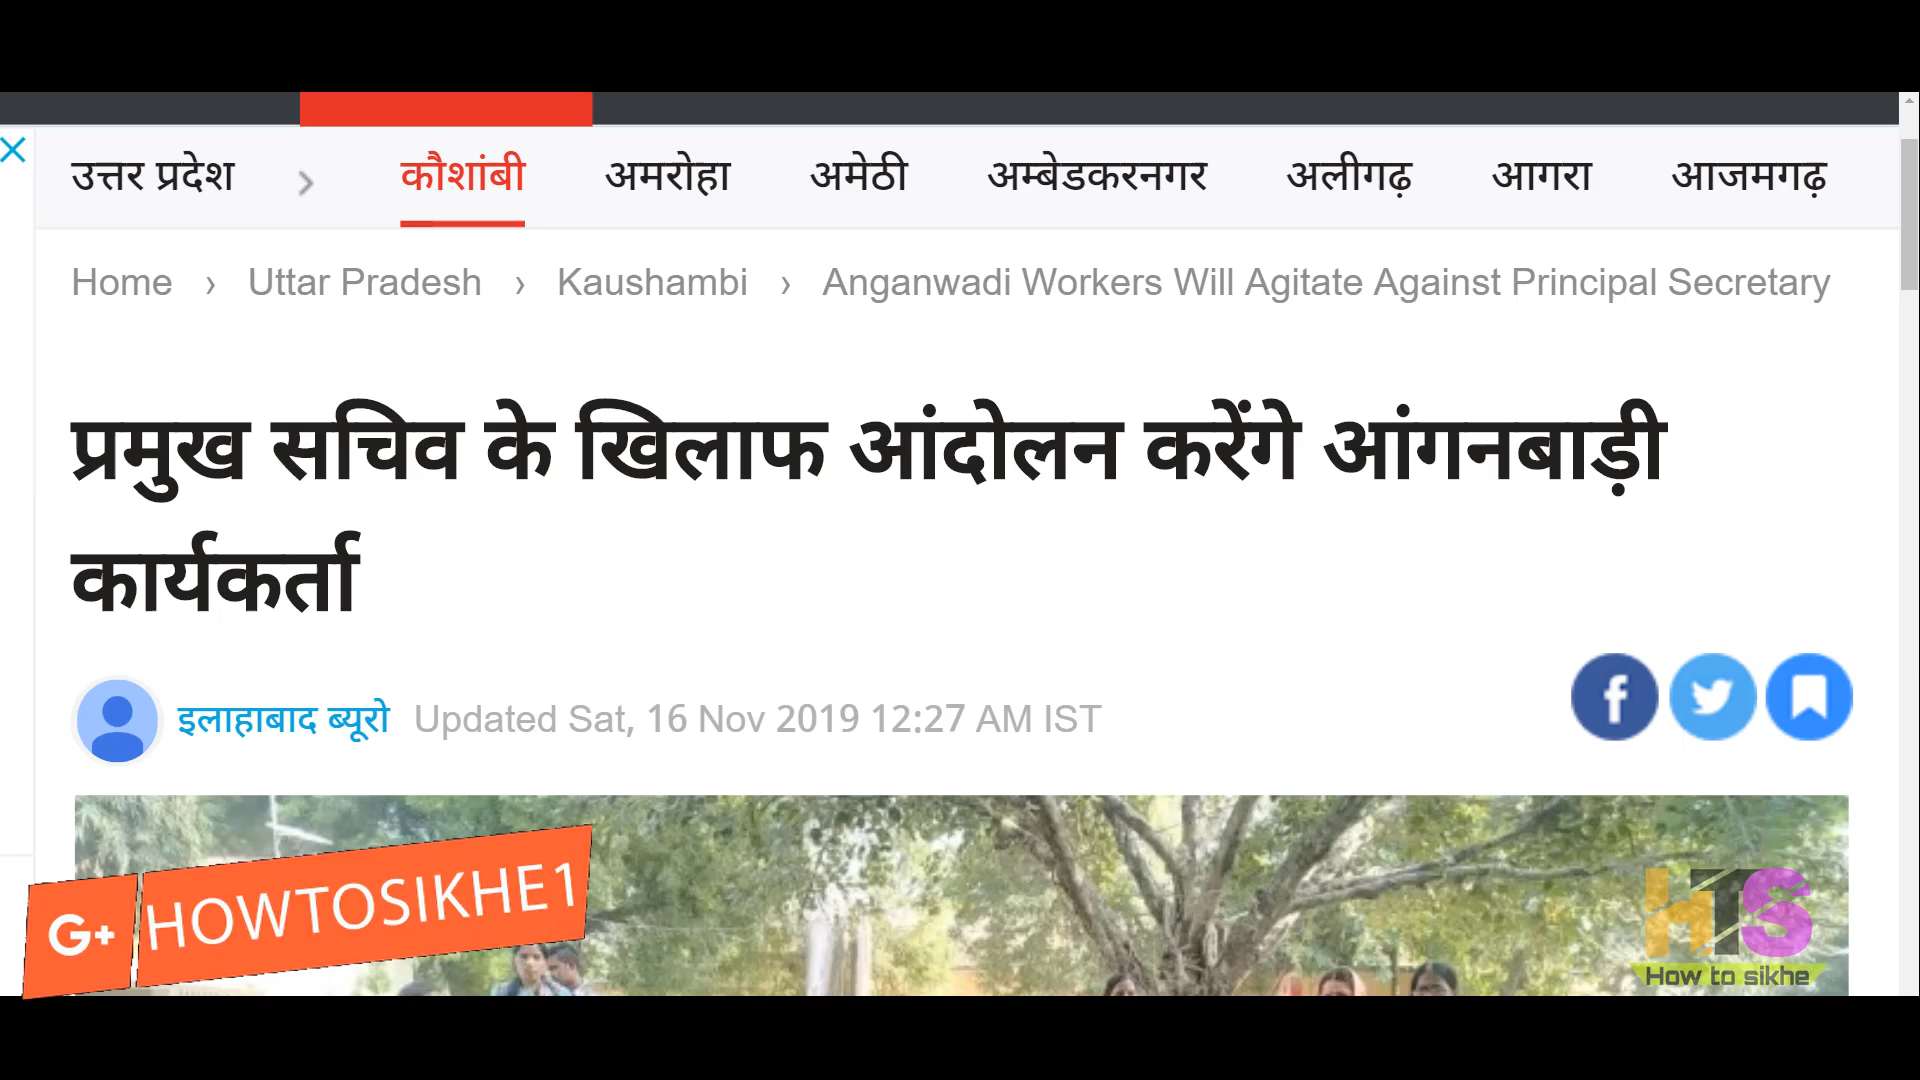 उत्तर प्रदेश › कौशांबी अमरोहा अमेठी अम्बेडकरनगर अलीगढ़ आगरा आजमगढ़
Home › Uttar Pradesh › Kaushambi › Anganwadi Workers Will Agitate Against Principal Secretary
प्रमुख सचिव के खिलाफ आंदोलन करेंगे आंगनबाड़ी
कार्यकर्ता
इलाहाबाद ब्यूरो Updated Sat, 16 Nov 2019 12:27 AM IST
G+ HOWTOSIKHE1
HTS
How to sikhe